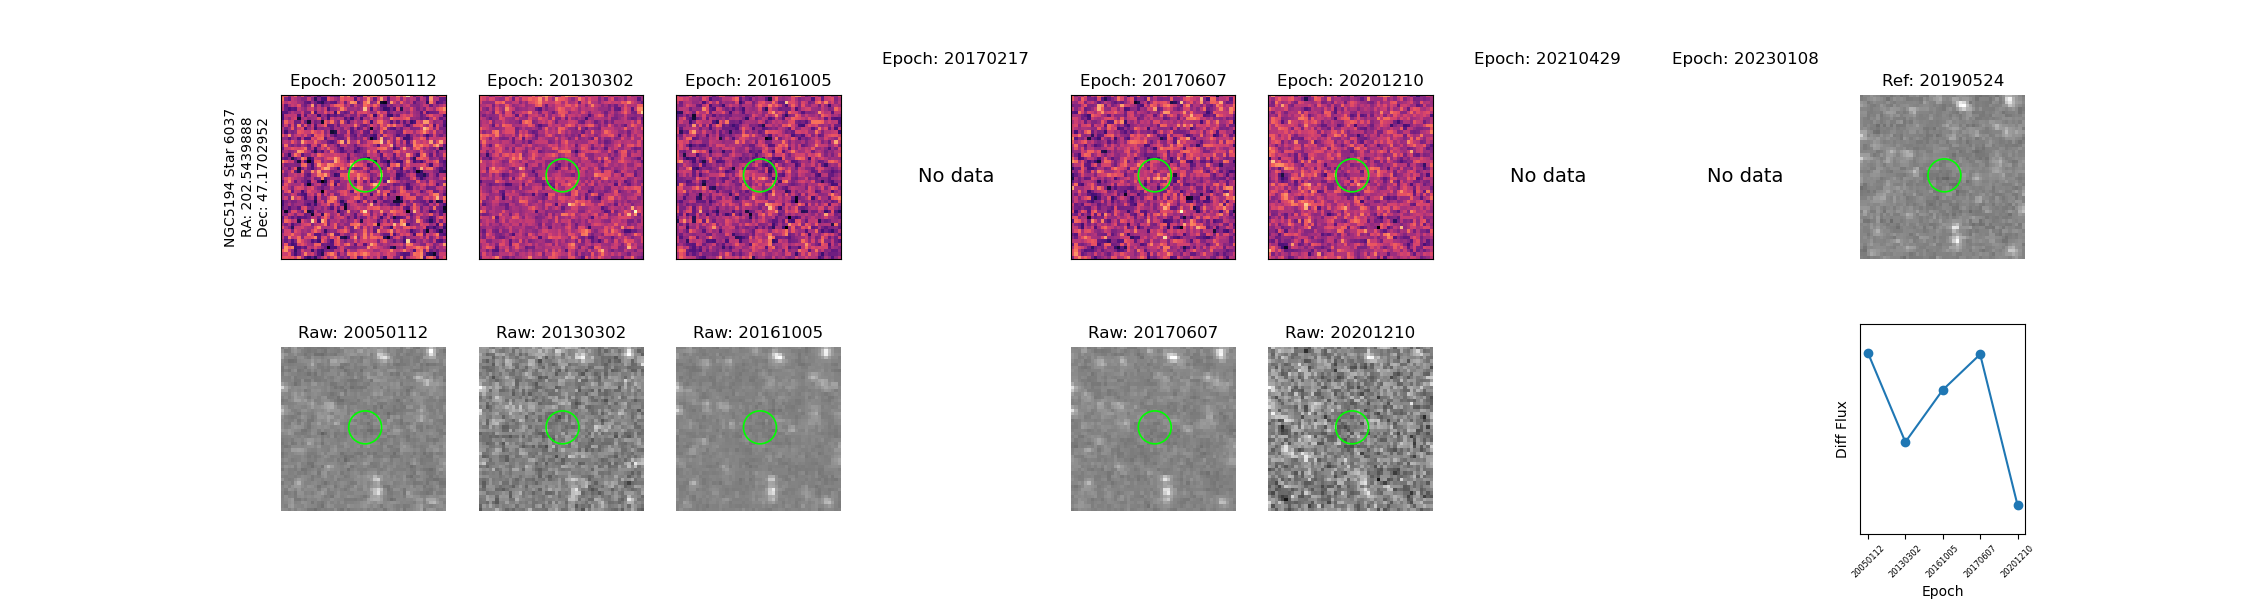 NGC5194 Star 6037
RA: 202.5439888
Dec: 47.1702952
Epoch: 20050112
Epoch: 20130302
Epoch: 20161005
Epoch: 20170217
No data
Epoch: 20170607
Epoch: 20201210
Epoch: 20210429
No data
Epoch: 20230108
No data
Ref: 20190524
Raw: 20050112
Raw: 20130302
Raw: 20161005
Raw: 20170607
Raw: 20201210
Diff Flux
20050112
20130302
20161005
20170607
20201210
Epoch